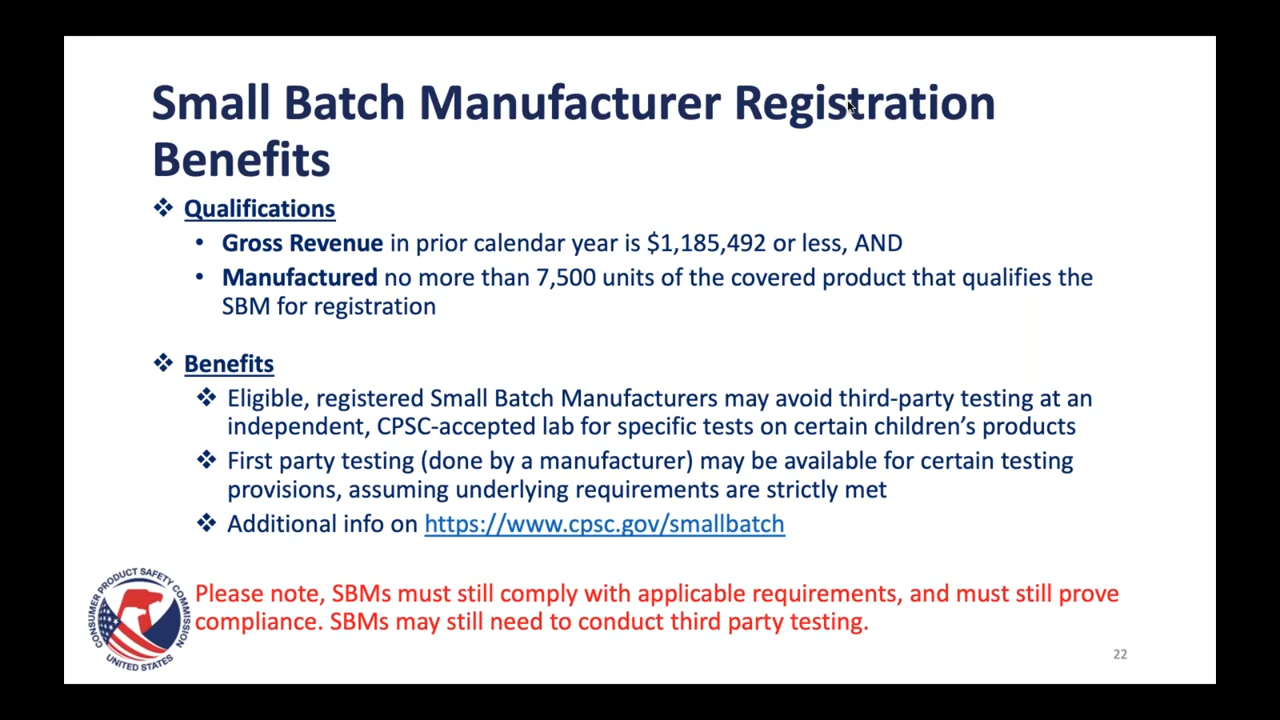 Small Batch Manufacturer Registration
Benefits
❖ Qualifications
• Gross Revenue in prior calendar year is $1,185,492 or less, AND
• Manufactured no more than 7,500 units of the covered product that qualifies the
SBM for registration
❖ Benefits
❖ Eligible, registered Small Batch Manufacturers may avoid third-party testing at an
independent, CPSC-accepted lab for specific tests on certain children’s products
❖ First party testing (done by a manufacturer) may be available for certain testing
provisions, assuming underlying requirements are strictly met
❖ Additional info on https://www.cpsc.gov/smallbatch
Please note, SBMs must still comply with applicable requirements, and must still prove
compliance. SBMs may still need to conduct third party testing.
CONSUMER PRODUCT SAFETY COMMISSION
UNITED STATES
22